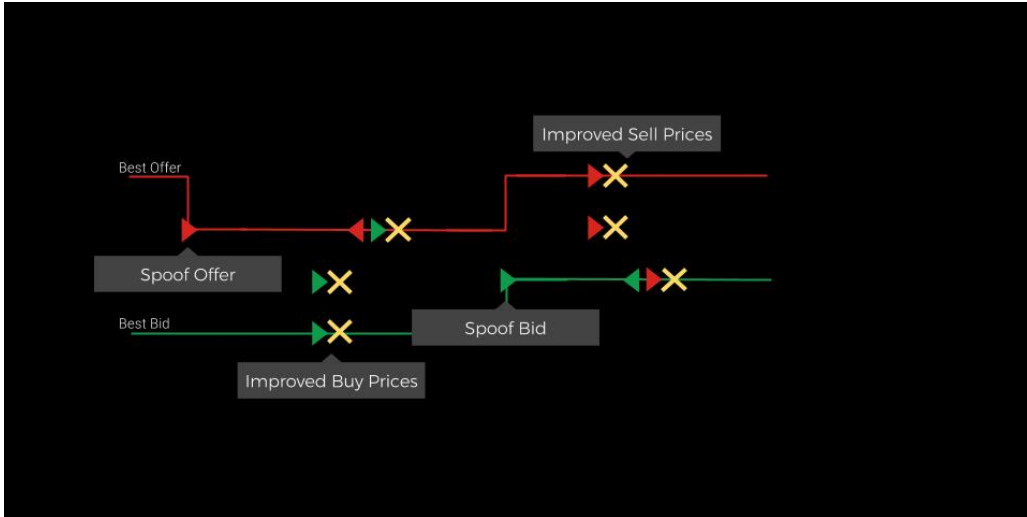 Improved Sell Prices
Best Offer
Spoof Offer
Best Bid
Spoof Bid
Improved Buy Prices